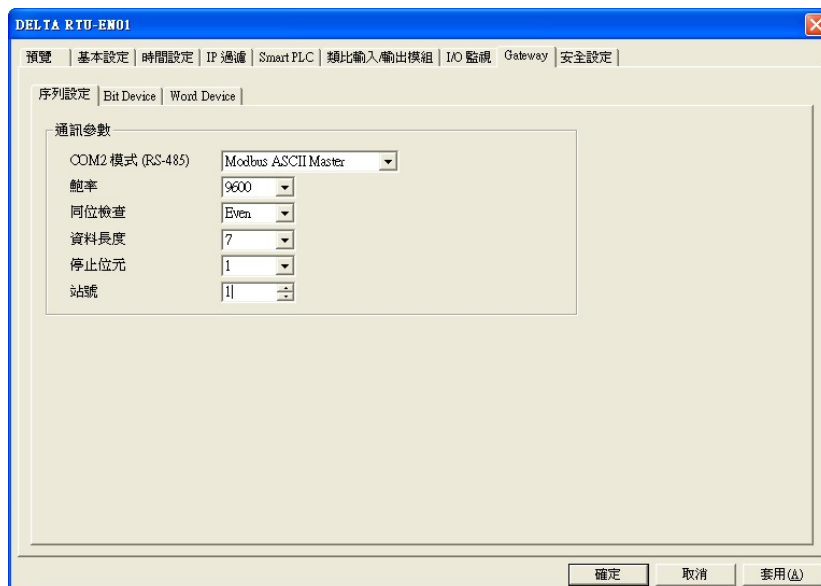 DELTA RTU-EN01
預覽 基本設定 時間設定 IP 過濾 Smart PLC 類比輸入/輸出模組 I/O 監視 Gateway 安全設定
序列設定 Bit Device Word Device
通訊參數
COM2 模式 (RS-485) Modbus ASCII Master
鮑率 9600
同位檢查 Even
資料長度 7
停止位元 1
站號 1
確定 取消 套用(A)